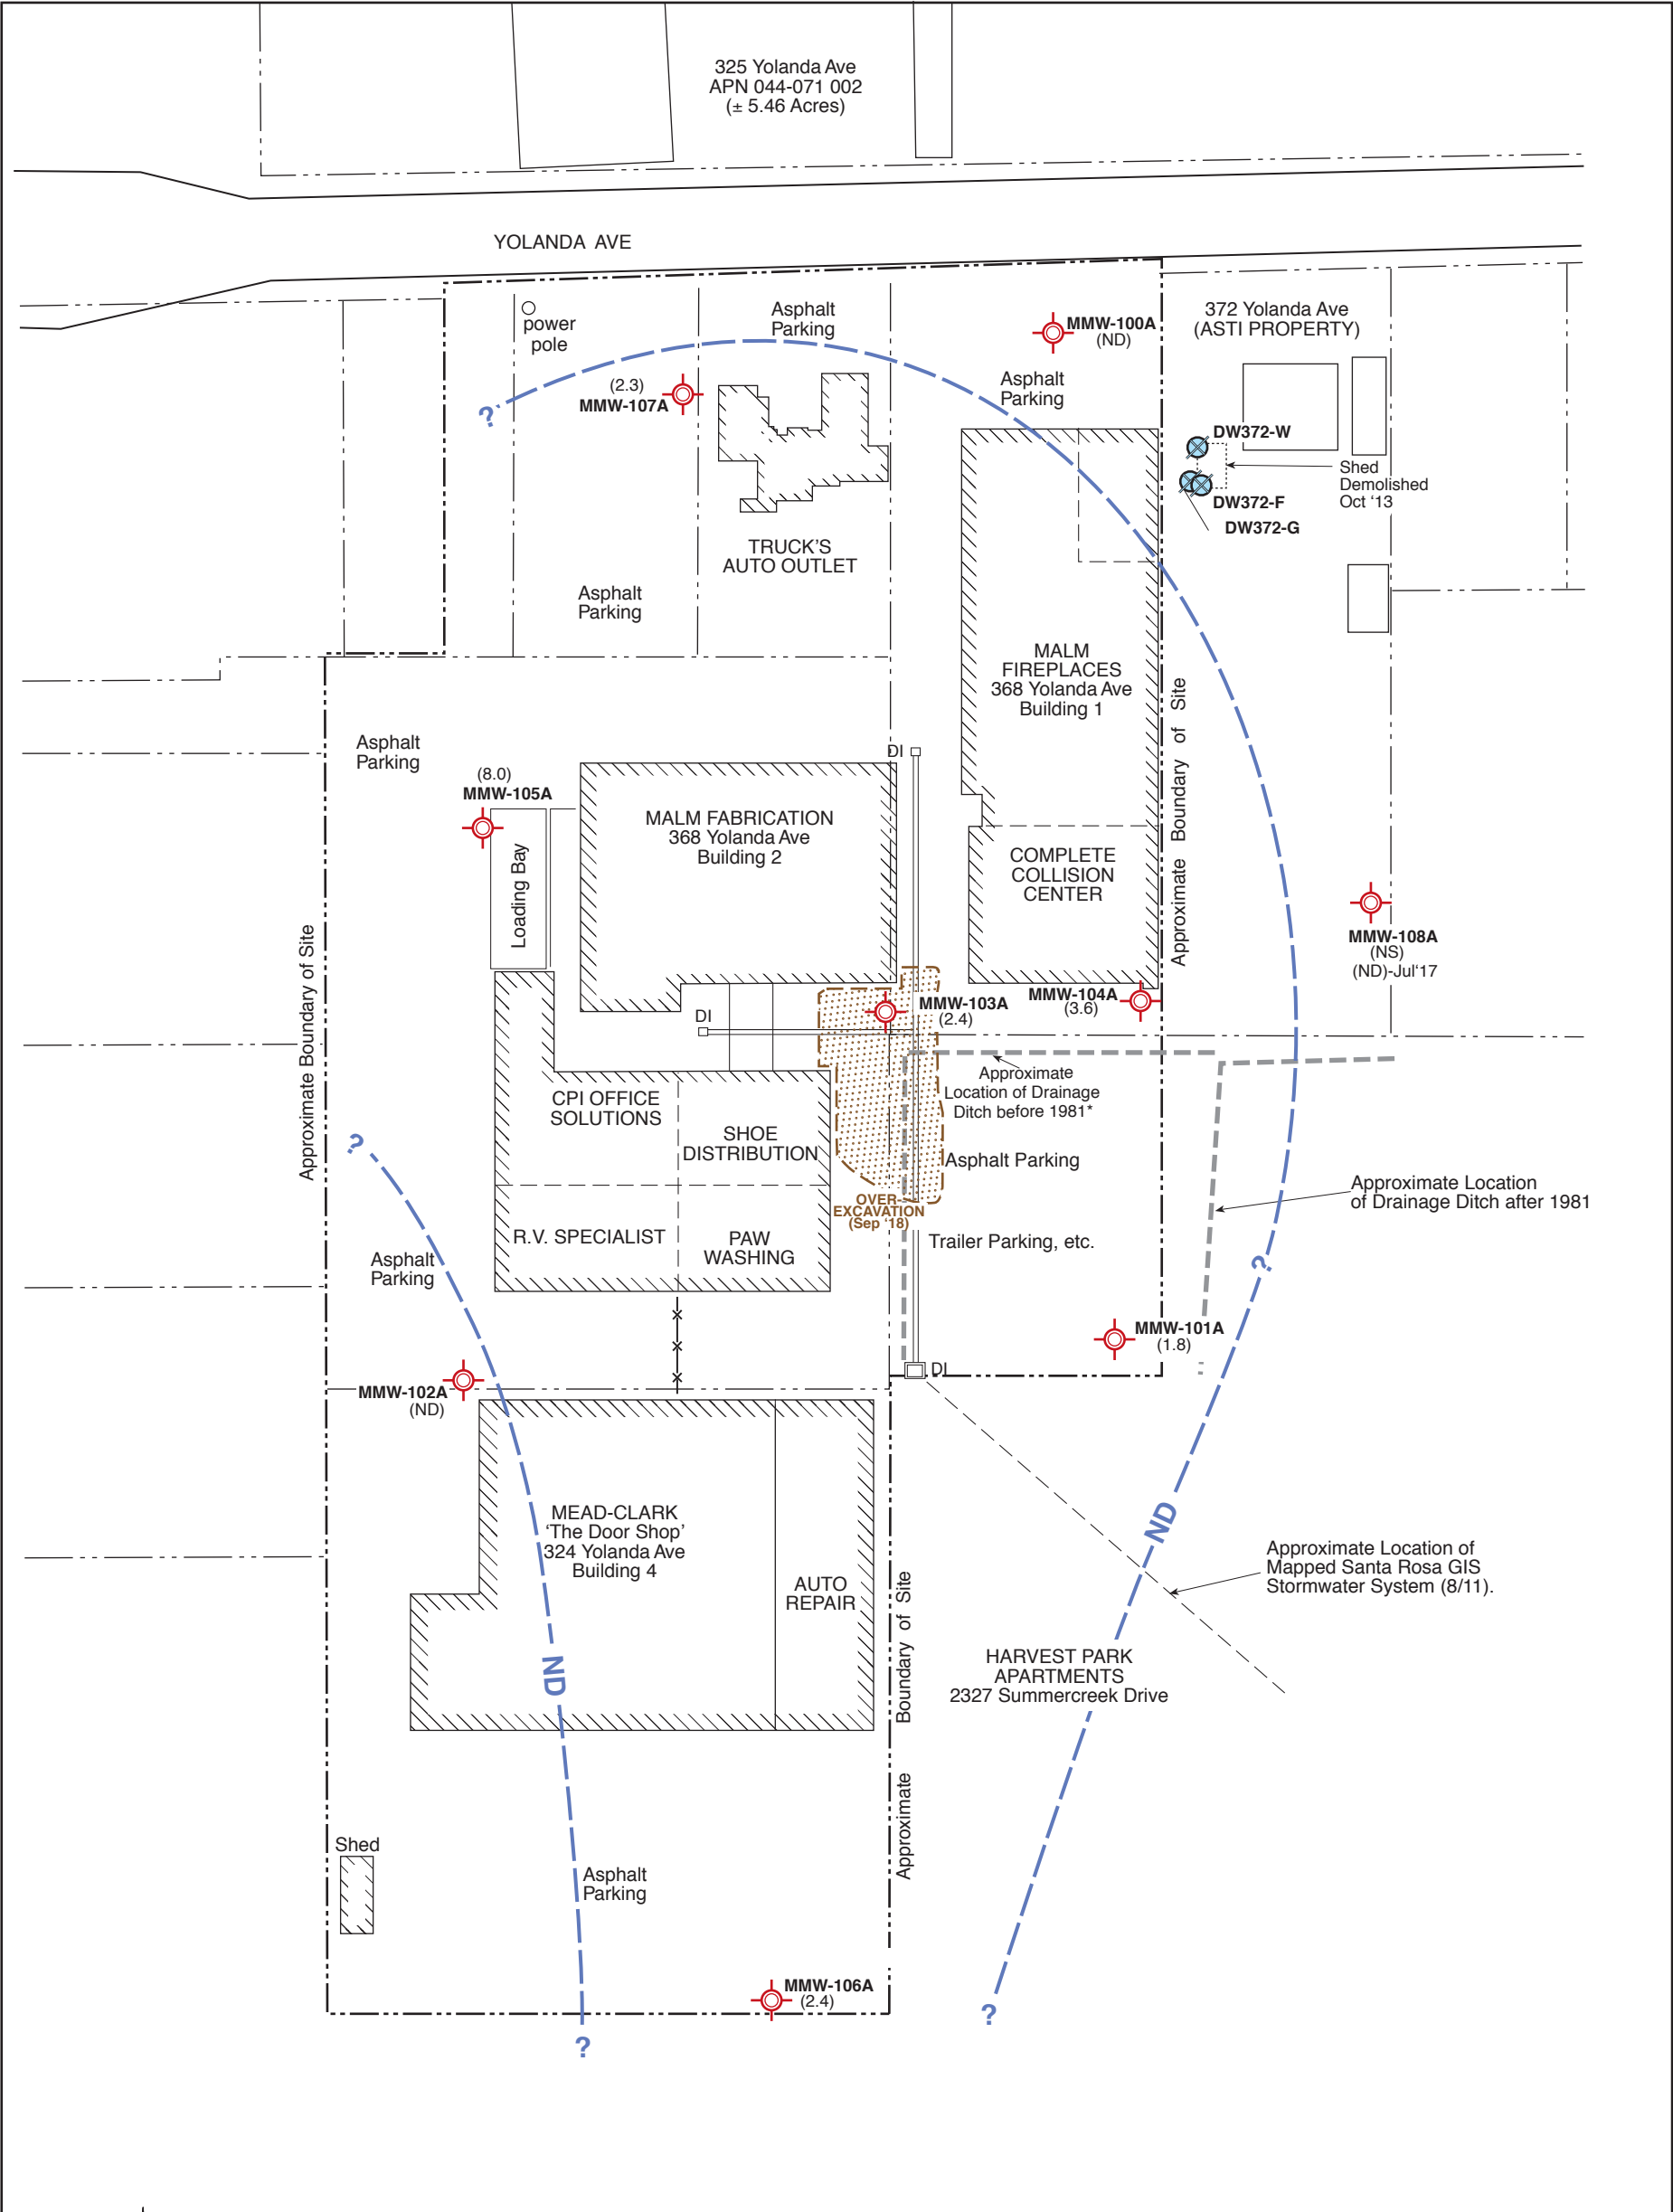 325 Yolanda Ave
APN 044-071 002
(± 5.46 Acres)
YOLANDA AVE
power
pole
Asphalt
Parking
MMW-100A
(ND)
372 Yolanda Ave
(ASTI PROPERTY)
(2.3)
MMW-107A
?
Asphalt
Parking
DW372-W
Shed
Demolished
Oct ‘13
DW372-F
DW372-G
TRUCK'S
AUTO OUTLET
Asphalt
Parking
MALM
FIREPLACES
368 Yolanda Ave
Building 1
Approximate Boundary of Site
Asphalt
Parking
DI
(8.0)
MMW-105A
Loading Bay
MALM FABRICATION
368 Yolanda Ave
Building 2
COMPLETE
COLLISION
CENTER
MMW-108A
(NS)
(ND)-Jul‘17
Approximate Boundary of Site
MMW-103A
(2.4)
MMW-104A
(3.6)
DI
Approximate
Location of Drainage
Ditch before 1981*
CPI OFFICE
SOLUTIONS
SHOE
DISTRIBUTION
Asphalt Parking
?
OVER-
EXCAVATION
(Sep ‘18)
Approximate Location
of Drainage Ditch after 1981
R.V. SPECIALIST
PAW
WASHING
Trailer Parking, etc.
Asphalt
Parking
?
MMW-101A
(1.8)
DI
MMW-102A
(ND)
MEAD-CLARK
‘The Door Shop’
324 Yolanda Ave
Building 4
AUTO
REPAIR
ND
Approximate Location of
Mapped Santa Rosa GIS
Stormwater System (8/11).
Approximate Boundary of Site
HARVEST PARK
APARTMENTS
2327 Summercreek Drive
ND
Shed
Asphalt
Parking
MMW-106A
(2.4)
?
?